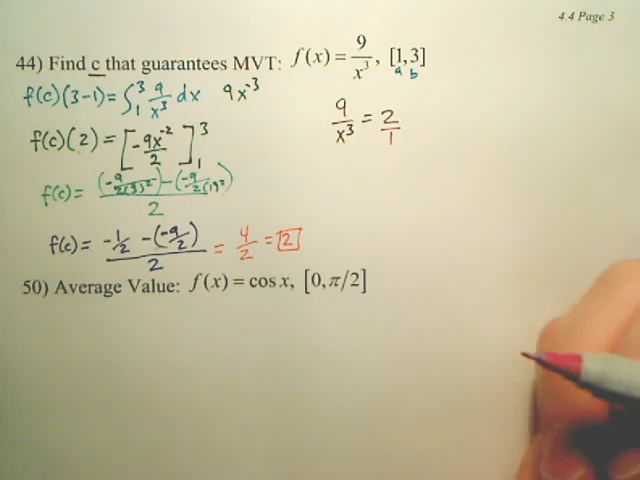 4.4 Page 3
44) Find c that guarantees MVT: f(x) = 9/x³, [1,3]
a b
f(c)(3-1) = ∫₁³ 9/x³ dx 9x⁻³
f(c)(2) = [-9x⁻²/2]₁³
9/x³ = 2/1
f(c) = ((-9/2(3)²) - (-9/2(1)²))/2
f(c) = (-1/2 - (-9/2))/2 = 4/2 = 2
50) Average Value: f(x) = cos x, [0, π/2]